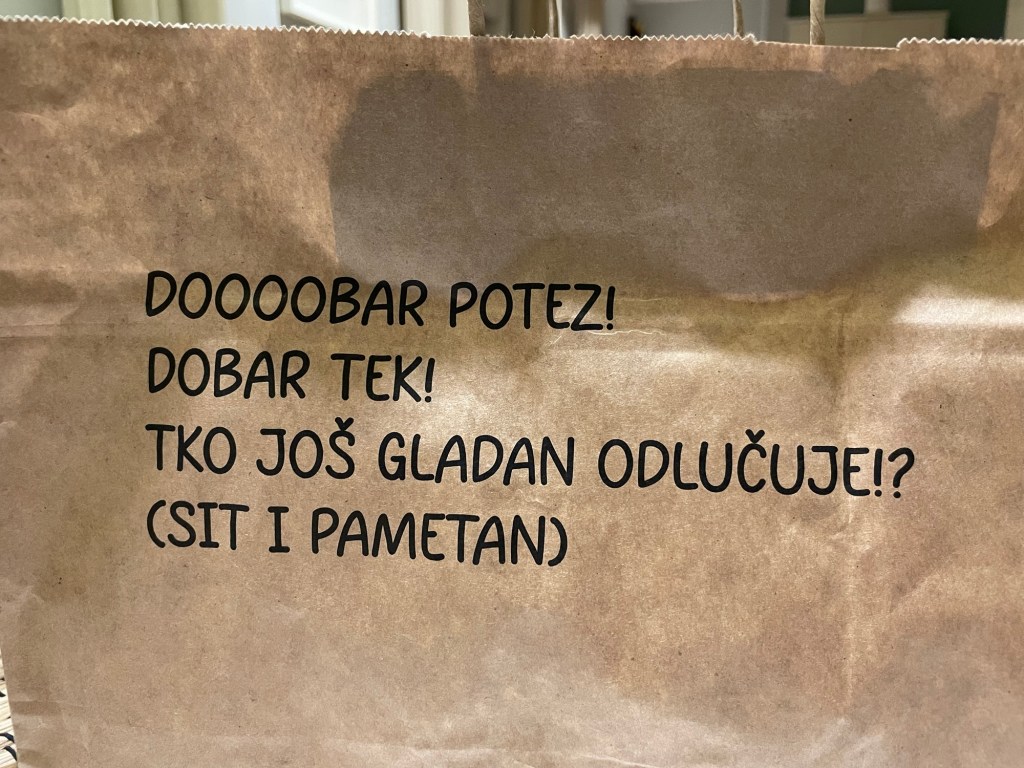 DOOOOBAR POTEZ!
DOBAR TEK!
TKO JOŠ GLADAN ODLUČUJE!?
(SIT I PAMETAN)